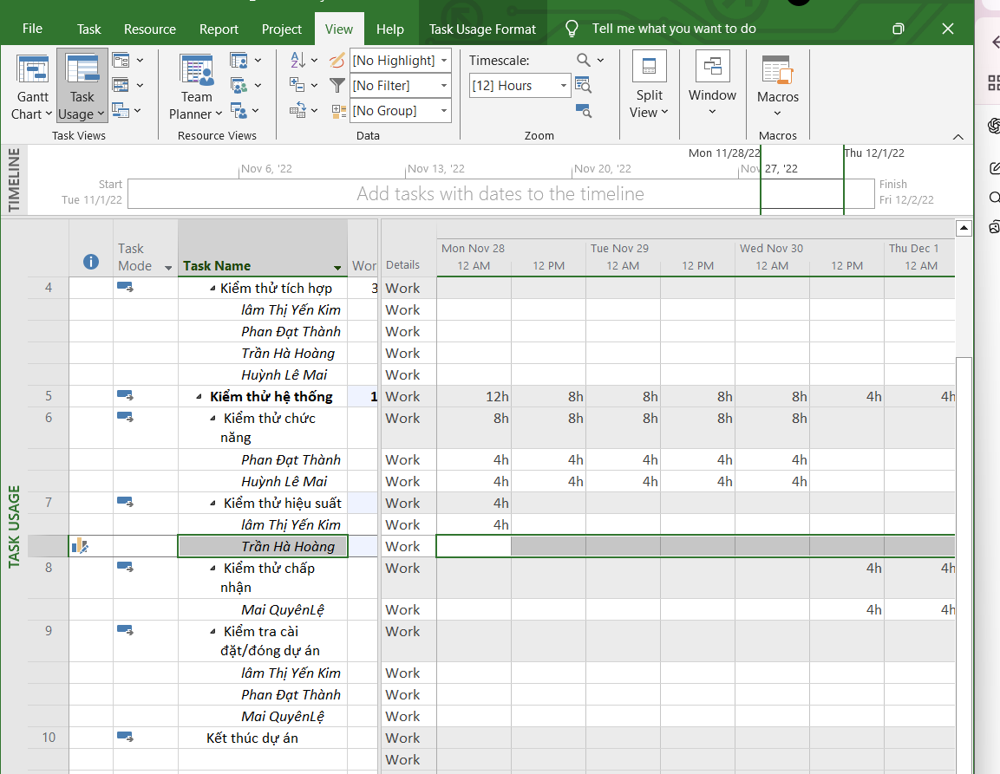 File Task Resource Report Project View Help Task Usage Format Tell me what you want to do
[No Highlight] Timescale:
[No Filter] [12] Hours
[No Group]
Gantt Chart Task Usage Team Planner Split View Window Macros
Task Views Resource Views Data Zoom Macros
TIMELINE
Mon 11/28/22 Thu 12/1/22
Nov 6, '22 Nov 13, '22 Nov 20, '22 Nov 27, '22
Start Tue 11/1/22
Add tasks with dates to the timeline
Finish Fri 12/2/22
Task Mode Task Name Wor Details
Mon Nov 28 Tue Nov 29 Wed Nov 30 Thu Dec 1
12 AM 12 PM 12 AM 12 PM 12 AM 12 PM 12 AM
TASK USAGE
4 Kiểm thử tích hợp 3 Work
lâm Thị Yến Kim Work
Phan Đạt Thành Work
Trần Hà Hoàng Work
Huỳnh Lê Mai Work
5 Kiểm thử hệ thống 1 Work 12h 8h 8h 8h 8h 4h 4h
6 Kiểm thử chức Work 8h 8h 8h 8h 8h
năng
Phan Đạt Thành Work 4h 4h 4h 4h 4h
Huỳnh Lê Mai Work 4h 4h 4h 4h 4h
7 Kiểm thử hiệu suất Work 4h
lâm Thị Yến Kim Work 4h
Trần Hà Hoàng Work
8 Kiểm thử chấp Work 4h 4h
nhận
Mai QuyênLệ Work 4h 4h
9 Kiểm tra cài Work
đặt/đóng dự án
lâm Thị Yến Kim Work
Phan Đạt Thành Work
Mai QuyênLệ Work
10 Kết thúc dự án Work
Work